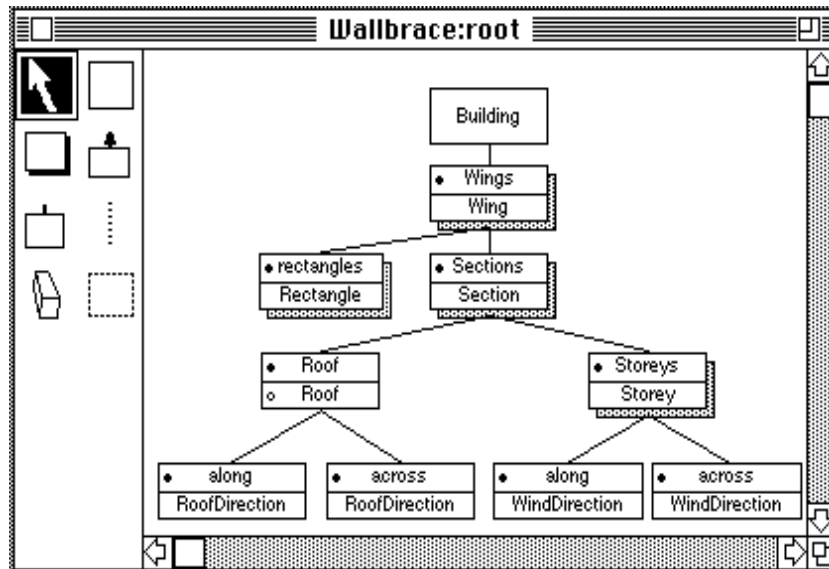 Wallbrace:root
Building
Wings
Wing
rectangles
Rectangle
Sections
Section
Roof
Roof
Storeys
Storey
along
RoofDirection
across
RoofDirection
along
WindDirection
across
WindDirection